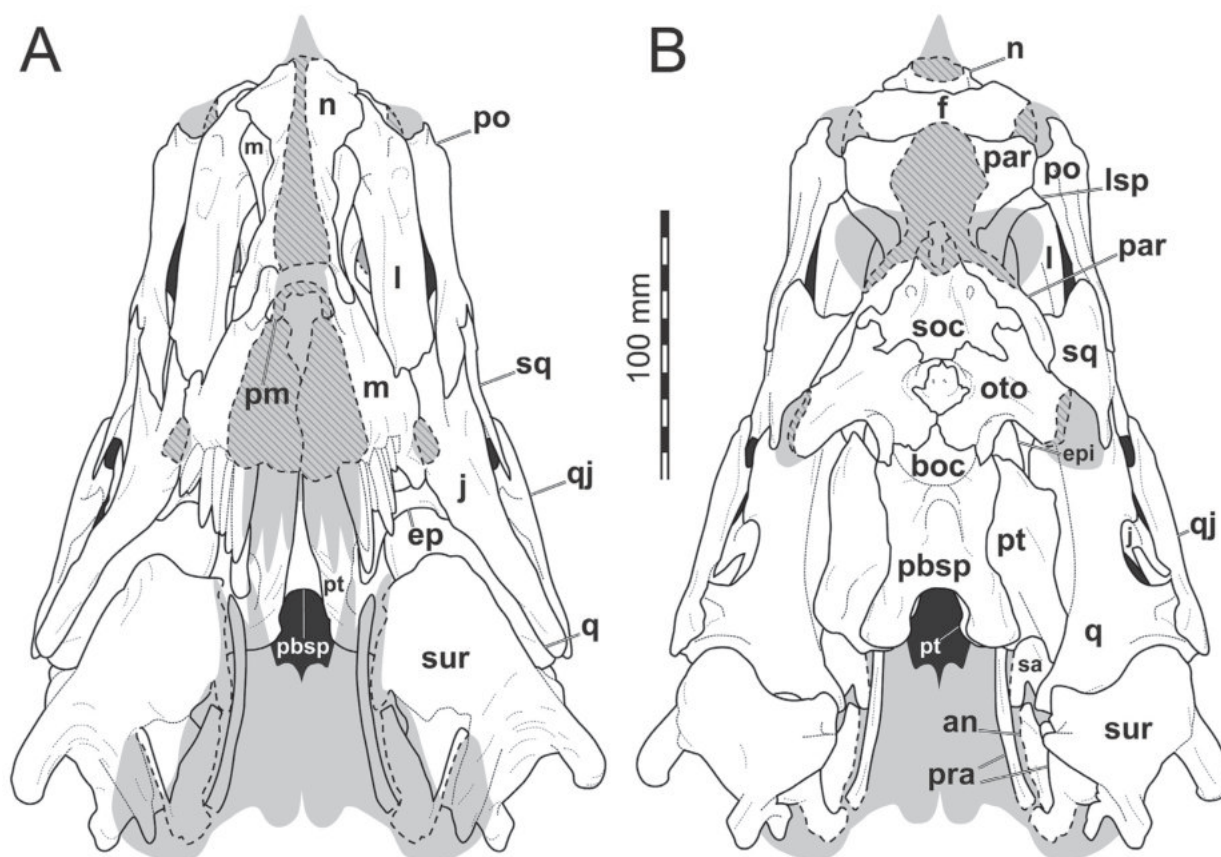 A
n
po
m
l
sq
pm
m
qj
j
ep
pt
q
pbsp
sur
100 mm
B
n
f
par
po
lsp
l
par
soc
sq
oto
epi
boc
qj
j
pt
pbsp
q
pt
sa
an
sur
pra